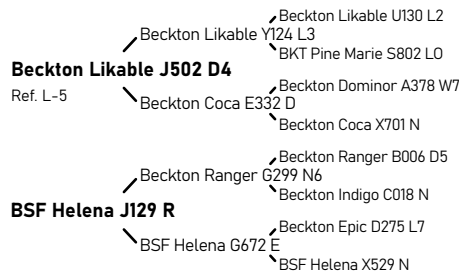 Beckton Likable U130 L2
Beckton Likable Y124 L3
BKT Pine Marie S802 LO
Beckton Likable J502 D4
Ref. L-5
Beckton Dominor A378 W7
Beckton Coca E332 D
Beckton Coca X701 N
Beckton Ranger B006 D5
Beckton Ranger G299 N6
Beckton Indigo C018 N
BSF Helena J129 R
Beckton Epic D275 L7
BSF Helena G672 E
BSF Helena X529 N